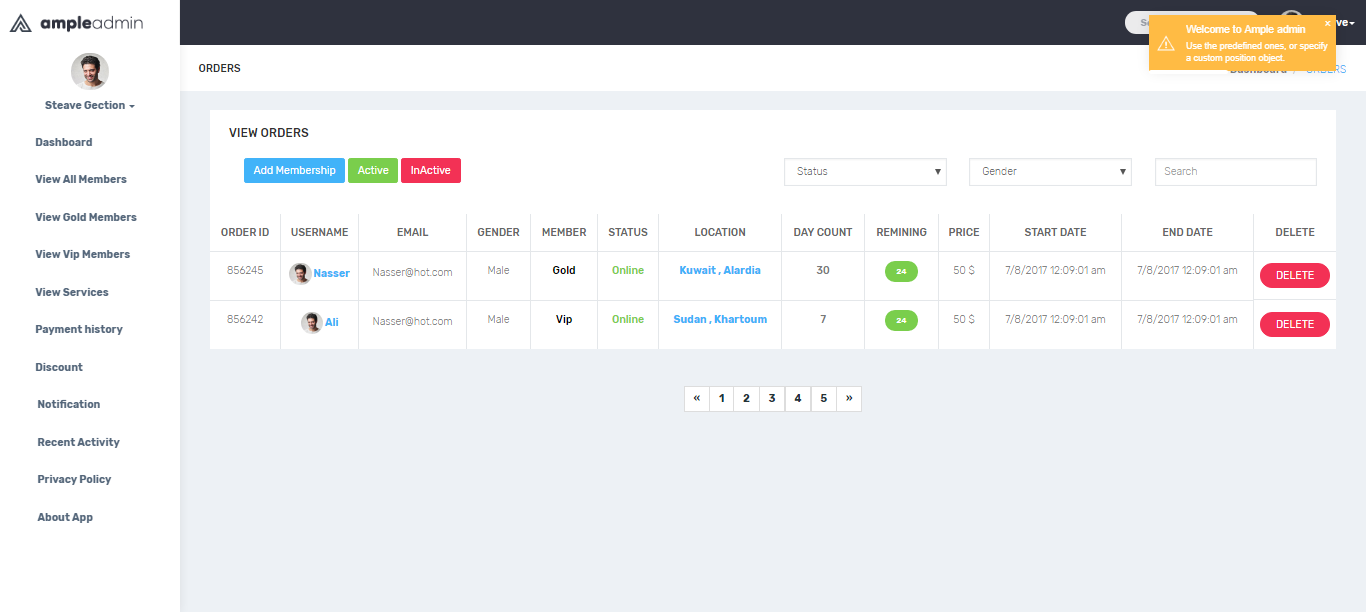 ampleadmin
Steave Gection
Dashboard
View All Members
View Gold Members
View Vip Members
View Services
Payment history
Discount
Notification
Recent Activity
Privacy Policy
About App
ve
Welcome to Ample admin
×
Use the predefined ones, or specify
a custom position object.
ORDERS
Dashboard / ORDERS
VIEW ORDERS
Add Membership Active InActive Status Gender Search
ORDER ID USERNAME EMAIL GENDER MEMBER STATUS LOCATION DAY COUNT REMINING PRICE START DATE END DATE DELETE
856245 Nasser Nasser@hot.com Male Gold Online Kuwait , Alardia 30 24 50 $ 7/8/2017 12:09:01 am 7/8/2017 12:09:01 am DELETE
856242 Ali Nasser@hot.com Male Vip Online Sudan , Khartoum 7 24 50 $ 7/8/2017 12:09:01 am 7/8/2017 12:09:01 am DELETE
« 1 2 3 4 5 »